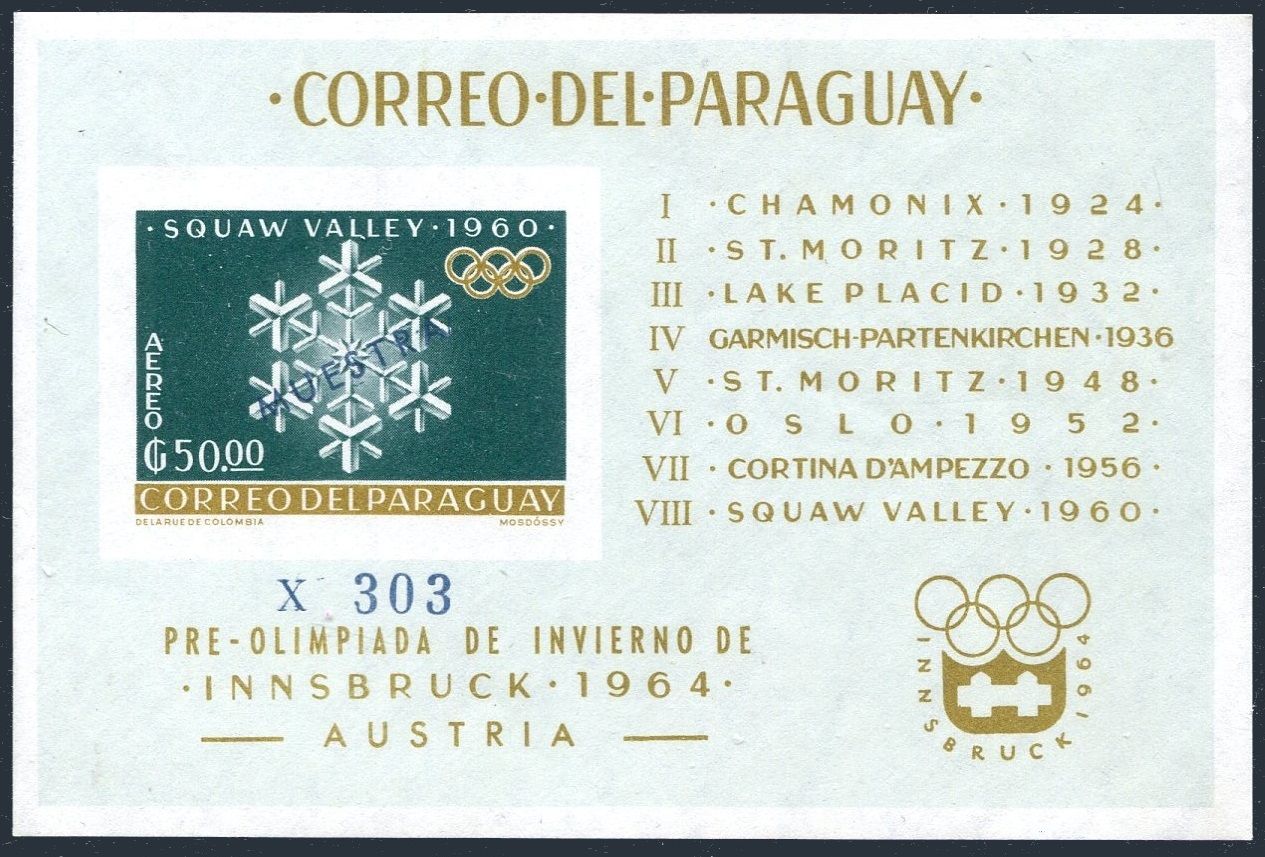 ·CORREO·DEL·PARAGUAY·
·SQUAW VALLEY·1960·
AEREO
MUESTRA
₲50.00
CORREO DEL PARAGUAY
DE LA RUE DE COLOMBIA
MOSDÓSSY
I ·CHAMONIX·1924·
II ·ST. MORITZ·1928·
III ·LAKE PLACID·1932·
IV GARMISCH-PARTENKIRCHEN·1936
V ·ST. MORITZ·1948·
VI ·OSLO·1952·
VII ·CORTINA D'AMPEZZO·1956·
VIII ·SQUAW VALLEY·1960·
X 303
PRE-OLIMPIADA DE INVIERNO DE
·INNSBRUCK·1964·
AUSTRIA
INNSBRUCK 1964